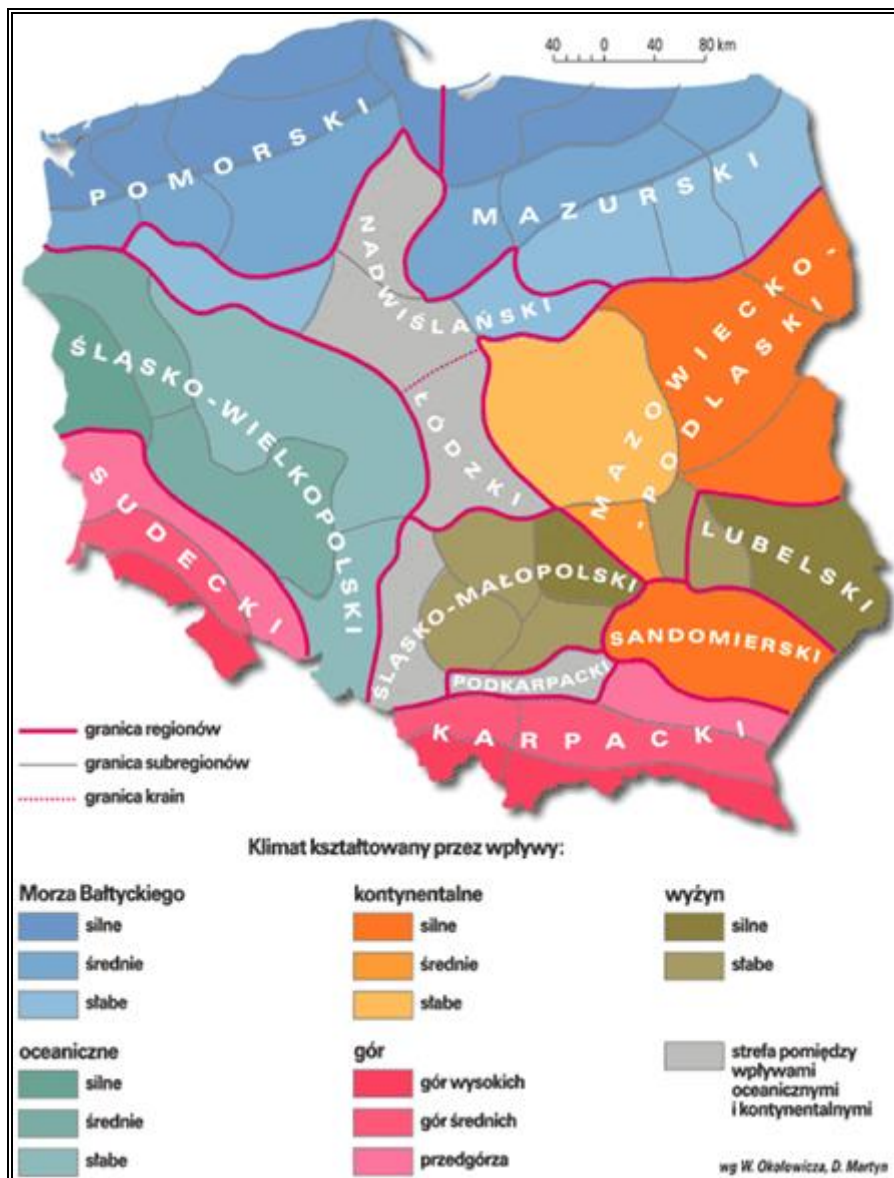 40 0 40 80 km
POMORSKI
MAZURSKI
NADWIŚLAŃSKI
MAZOWIECKO-
-PODLASKI
ŚLĄSKO-WIELKOPOLSKI
ŁÓDZKI
SUDECKI
LUBELSKI
ŚLĄSKO-MAŁOPOLSKI
SANDOMIERSKI
PODKARPACKI
KARPACKI
granica regionów
granica subregionów
granica krain
Klimat kształtowany przez wpływy:
Morza Bałtyckiego
silne
średnie
słabe
kontynentalne
silne
średnie
słabe
wyżyn
silne
słabe
oceaniczne
silne
średnie
słabe
gór
gór wysokich
gór średnich
przedgórza
strefa pomiędzy
wpływami
oceanicznymi
i kontynentalnymi
wg W. Okołowicza, D. Martyn